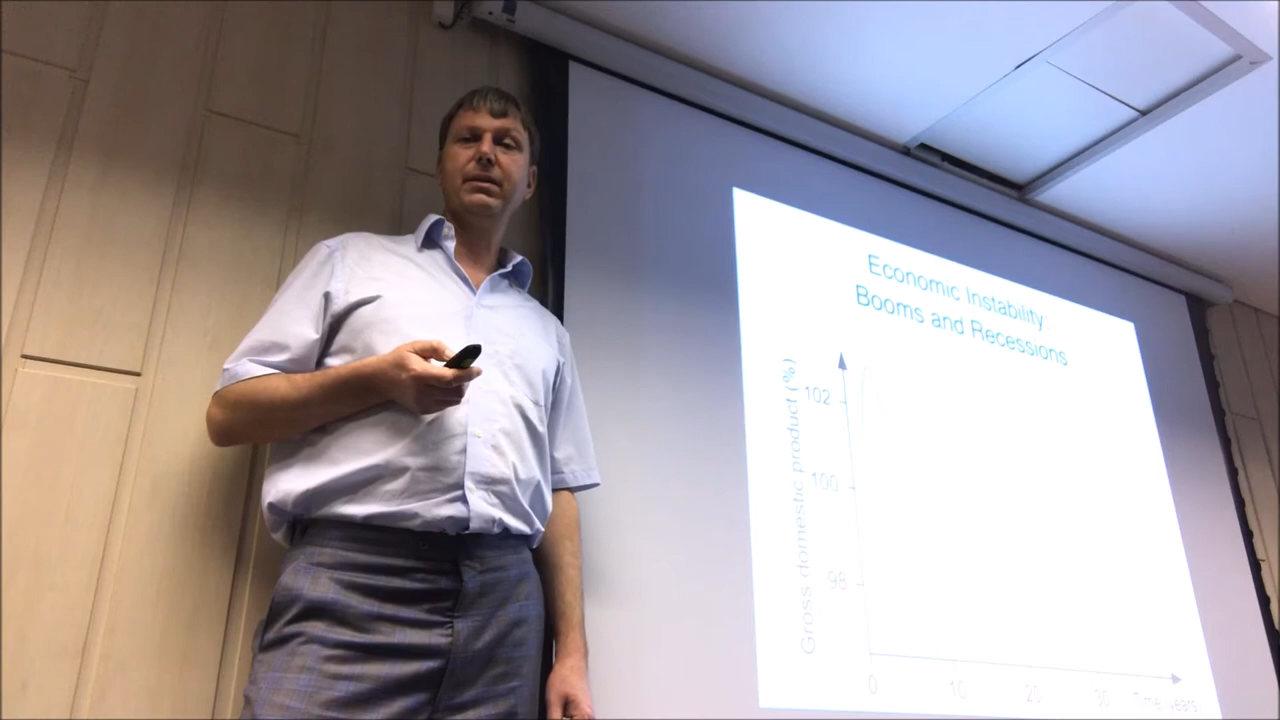 Economic Instability:
Booms and Recessions
Gross domestic product (%)
102
100
98
0 10 20 30 Time, years